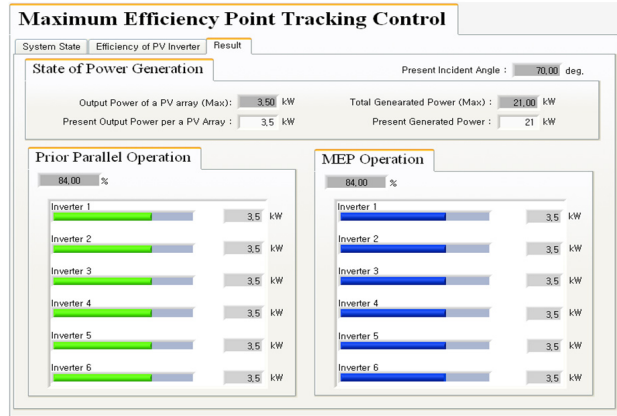 Maximum Efficiency Point Tracking Control
System State Efficiency of PV Inverter Result
State of Power Generation
Present Incident Angle : 70,00 deg,
Output Power of a PV array (Max): 3,50 kW
Total Genearated Power (Max) : 21,00 kW
Present Output Power per a PV Array : 3,5 kW
Present Generated Power : 21 kW
Prior Parallel Operation
84,00 %
Inverter 1
3,5 kW
Inverter 2
3,5 kW
Inverter 3
3,5 kW
Inverter 4
3,5 kW
Inverter 5
3,5 kW
Inverter 6
3,5 kW
MEP Operation
84,00 %
Inverter 1
3,5 kW
Inverter 2
3,5 kW
Inverter 3
3,5 kW
Inverter 4
3,5 kW
Inverter 5
3,5 kW
Inverter 6
3,5 kW